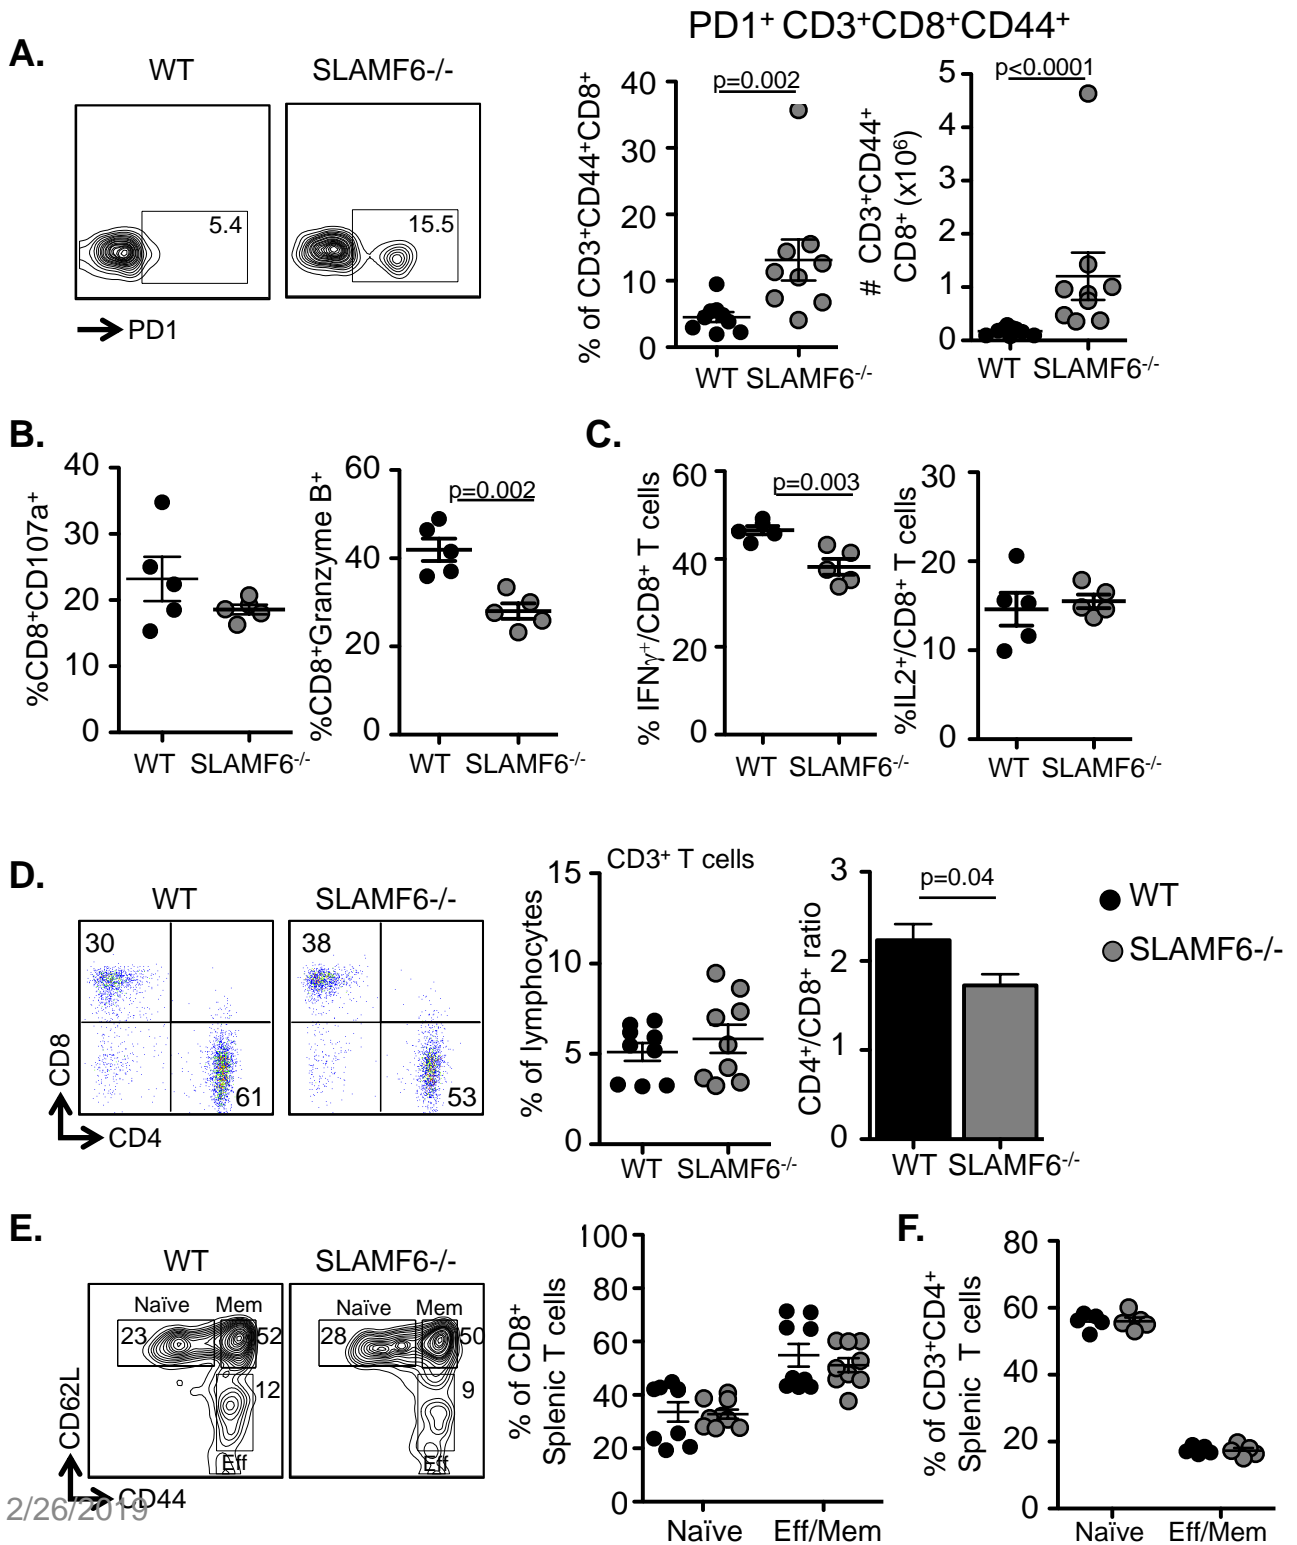 PD1⁺ CD3⁺CD8⁺CD44⁺
A.
WT
SLAMF6-/-
5.4
15.5
PD1
% of CD3⁺CD44⁺CD8⁺
40
30
20
10
0
p=0.002
WT SLAMF6⁻/⁻
# CD3⁺CD44⁺
CD8⁺ (x10⁶)
5
4
3
2
1
0
p<0.0001
WT SLAMF6⁻/⁻
B.
%CD8⁺CD107a⁺
40
30
20
10
0
WT SLAMF6⁻/⁻
%CD8⁺Granzyme B⁺
60
40
20
0
p=0.002
WT SLAMF6⁻/⁻
C.
% IFNγ⁺/CD8⁺ T cells
60
40
20
0
p=0.003
WT SLAMF6⁻/⁻
%IL2⁺/CD8⁺ T cells
30
20
10
0
WT SLAMF6⁻/⁻
D.
WT
SLAMF6-/-
30
61
38
53
CD8
CD4
CD3⁺ T cells
% of lymphocytes
15
10
5
0
WT SLAMF6⁻/⁻
CD4⁺/CD8⁺ ratio
3
2
1
0
p=0.04
WT SLAMF6⁻/⁻
WT
SLAMF6-/-
E.
WT
SLAMF6-/-
Naïve Mem
23
52
12
Eff
Naïve Mem
28
50
9
Eff
CD62L
CD44
% of CD8⁺
Splenic T cells
100
80
60
40
20
0
Naïve Eff/Mem
F.
% of CD3⁺CD4⁺
Splenic T cells
80
60
40
20
0
Naïve Eff/Mem
2/26/2019